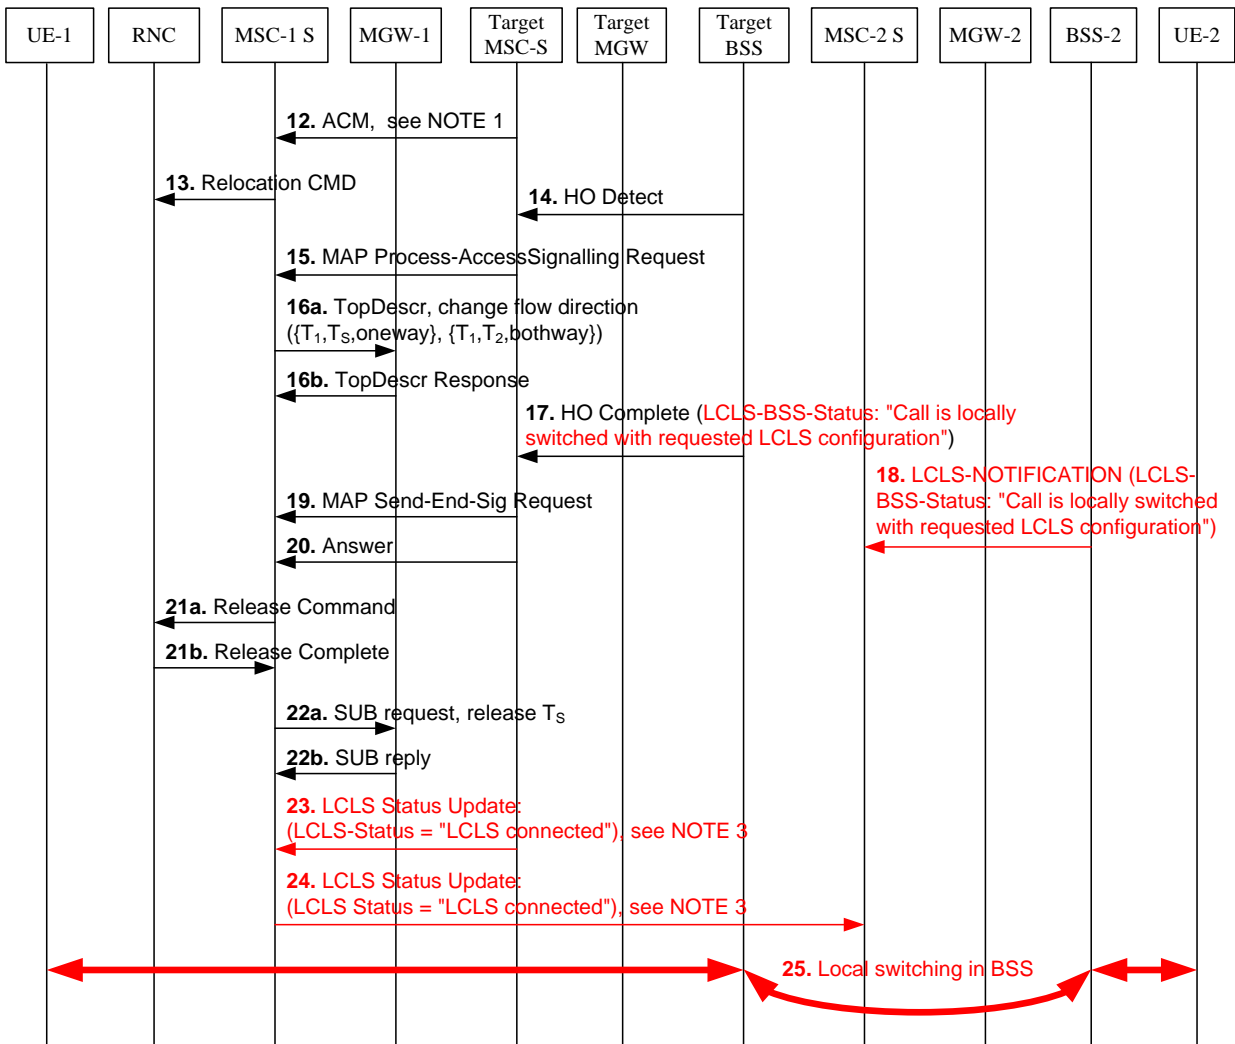 UE-1
RNC
MSC-1 S
MGW-1
Target
MSC-S
Target
MGW
Target
BSS
MSC-2 S
MGW-2
BSS-2
UE-2
12. ACM, see NOTE 1
13. Relocation CMD
14. HO Detect
15. MAP Process-AccessSignalling Request
16a. TopDescr, change flow direction
({T1,TS,oneway}, {T1,T2,bothway})
16b. TopDescr Response
17. HO Complete (LCLS-BSS-Status: "Call is locally
switched with requested LCLS configuration")
18. LCLS-NOTIFICATION (LCLS-
BSS-Status: "Call is locally switched
with requested LCLS configuration")
19. MAP Send-End-Sig Request
20. Answer
21a. Release Command
21b. Release Complete
22a. SUB request, release TS
22b. SUB reply
23. LCLS Status Update:
(LCLS-Status = "LCLS connected"), see NOTE 3
24. LCLS Status Update:
(LCLS Status = "LCLS connected"), see NOTE 3
25. Local switching in BSS